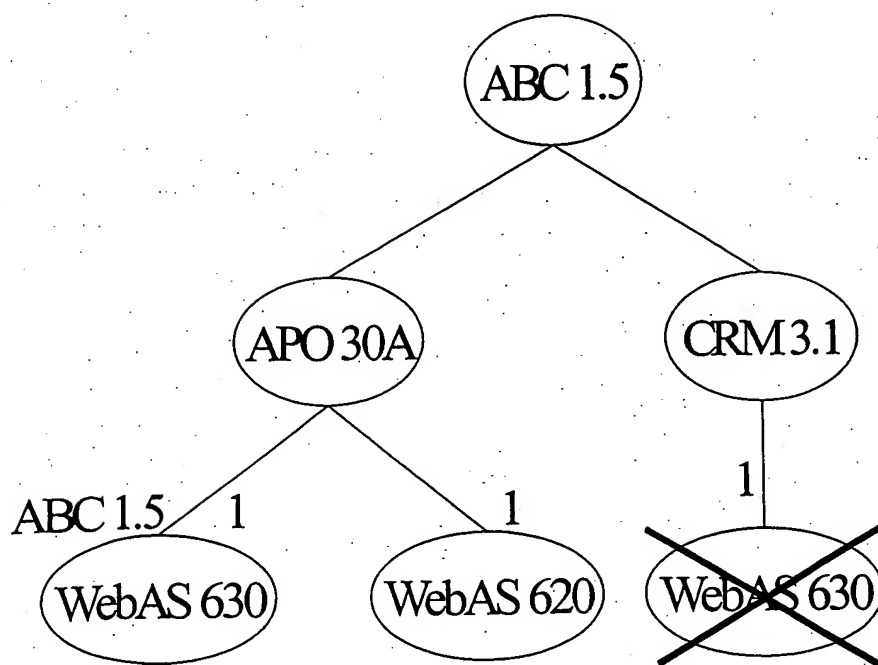 ABC 1.5
APO 30A
CRM 3.1
ABC 1.5
1
1
1
WebAS 630
WebAS 620
WebAS 630